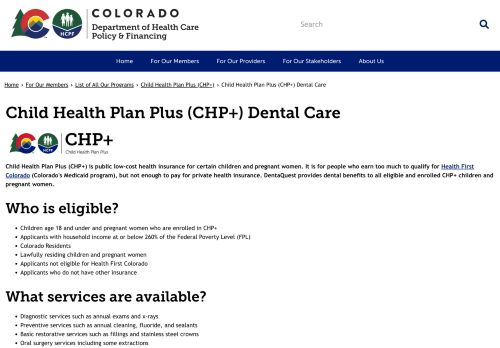 COLORADO
Department of Health Care
Policy & Financing
HCPF
Search
Home
For Our Members
For Our Providers
For Our Stakeholders
About Us
Home › For Our Members › List of All Our Programs › Child Health Plan Plus (CHP+) › Child Health Plan Plus (CHP+) Dental Care
Child Health Plan Plus (CHP+) Dental Care
HCPF
CHP+
Child Health Plan Plus
Child Health Plan Plus (CHP+) is public low-cost health insurance for certain children and pregnant women. It is for people who earn too much to qualify for Health First
Colorado (Colorado's Medicaid program), but not enough to pay for private health insurance. DentaQuest provides dental benefits to all eligible and enrolled CHP+ children and
pregnant women.
Who is eligible?
• Children age 18 and under and pregnant women who are enrolled in CHP+
• Applicants with household income at or below 260% of the Federal Poverty Level (FPL)
• Colorado Residents
• Lawfully residing children and pregnant women
• Applicants not eligible for Health First Colorado
• Applicants who do not have other insurance
What services are available?
• Diagnostic services such as annual exams and x-rays
• Preventive services such as annual cleaning, fluoride, and sealants
• Basic restorative services such as fillings and stainless steel crowns
• Oral surgery services including some extractions